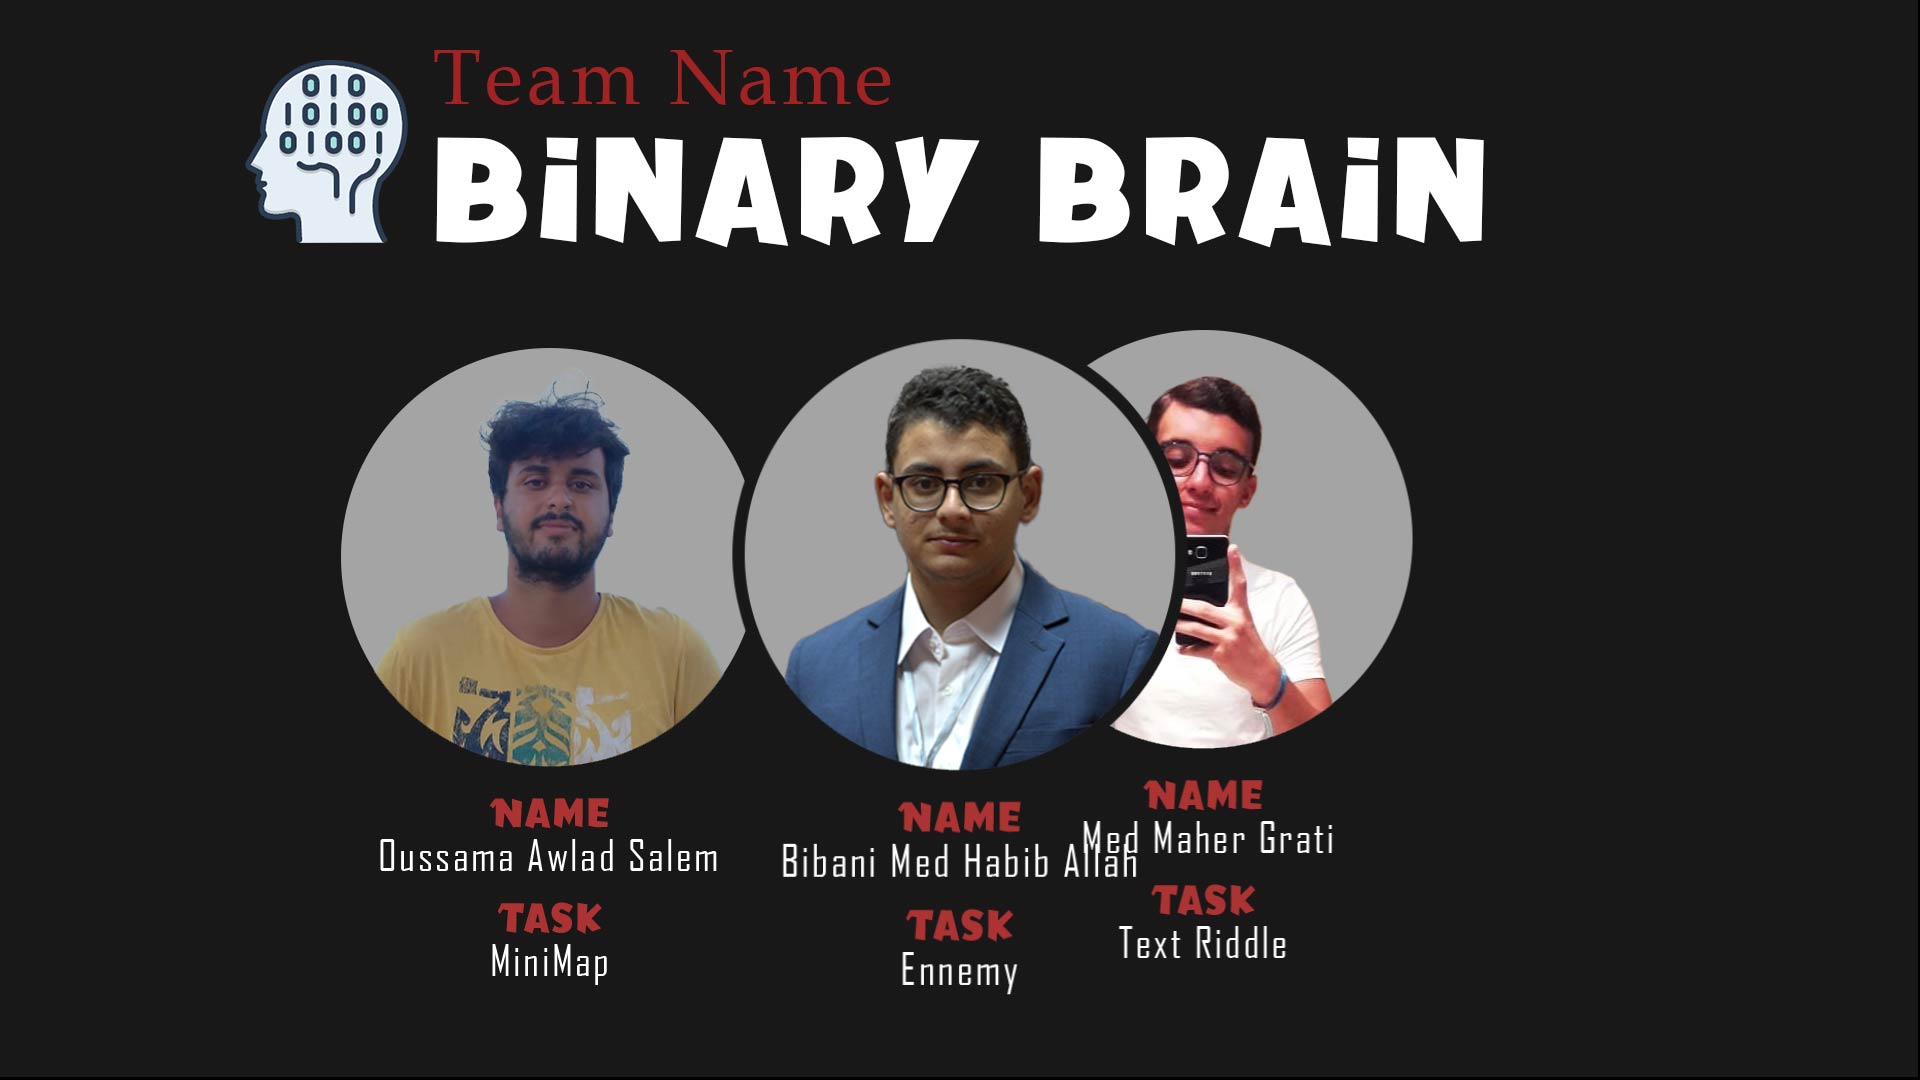 Team Name
BiNARY BRAiN
010
10100
01001
NAME
Oussama Awlad Salem
TASK
MiniMap
NAME
Bibani Med Habib Allah
TASK
Ennemy
NAME
Med Maher Grati
TASK
Text Riddle